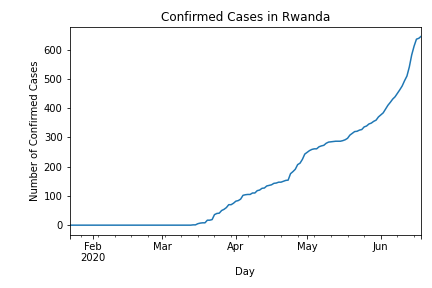 Confirmed Cases in Rwanda
Number of Confirmed Cases
600
500
400
300
200
100
0
Feb Mar Apr May Jun
2020
Day